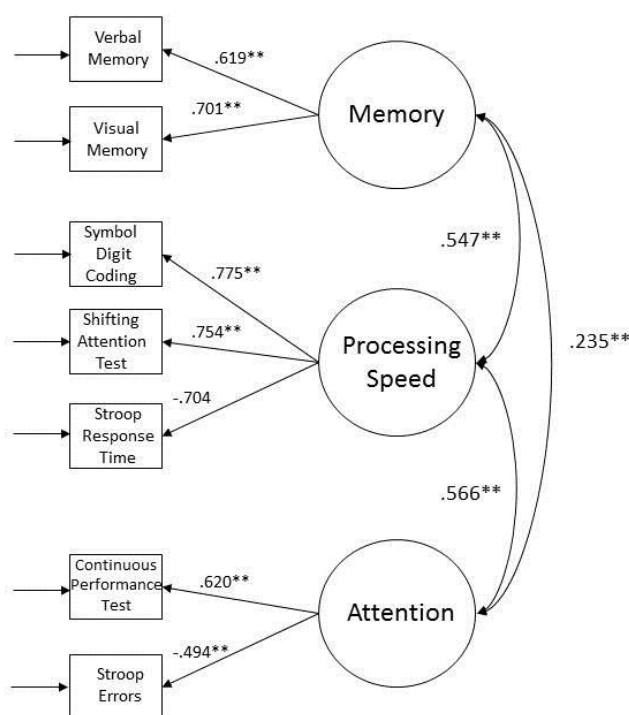 Verbal
Memory
.619**
.701**
Visual
Memory
Memory
Symbol
Digit
Coding
.775**
Shifting
Attention
Test
.754**
-.704
Stroop
Response
Time
Processing
Speed
.547**
.235**
.566**
Continuous
Performance
Test
.620**
-.494**
Stroop
Errors
Attention